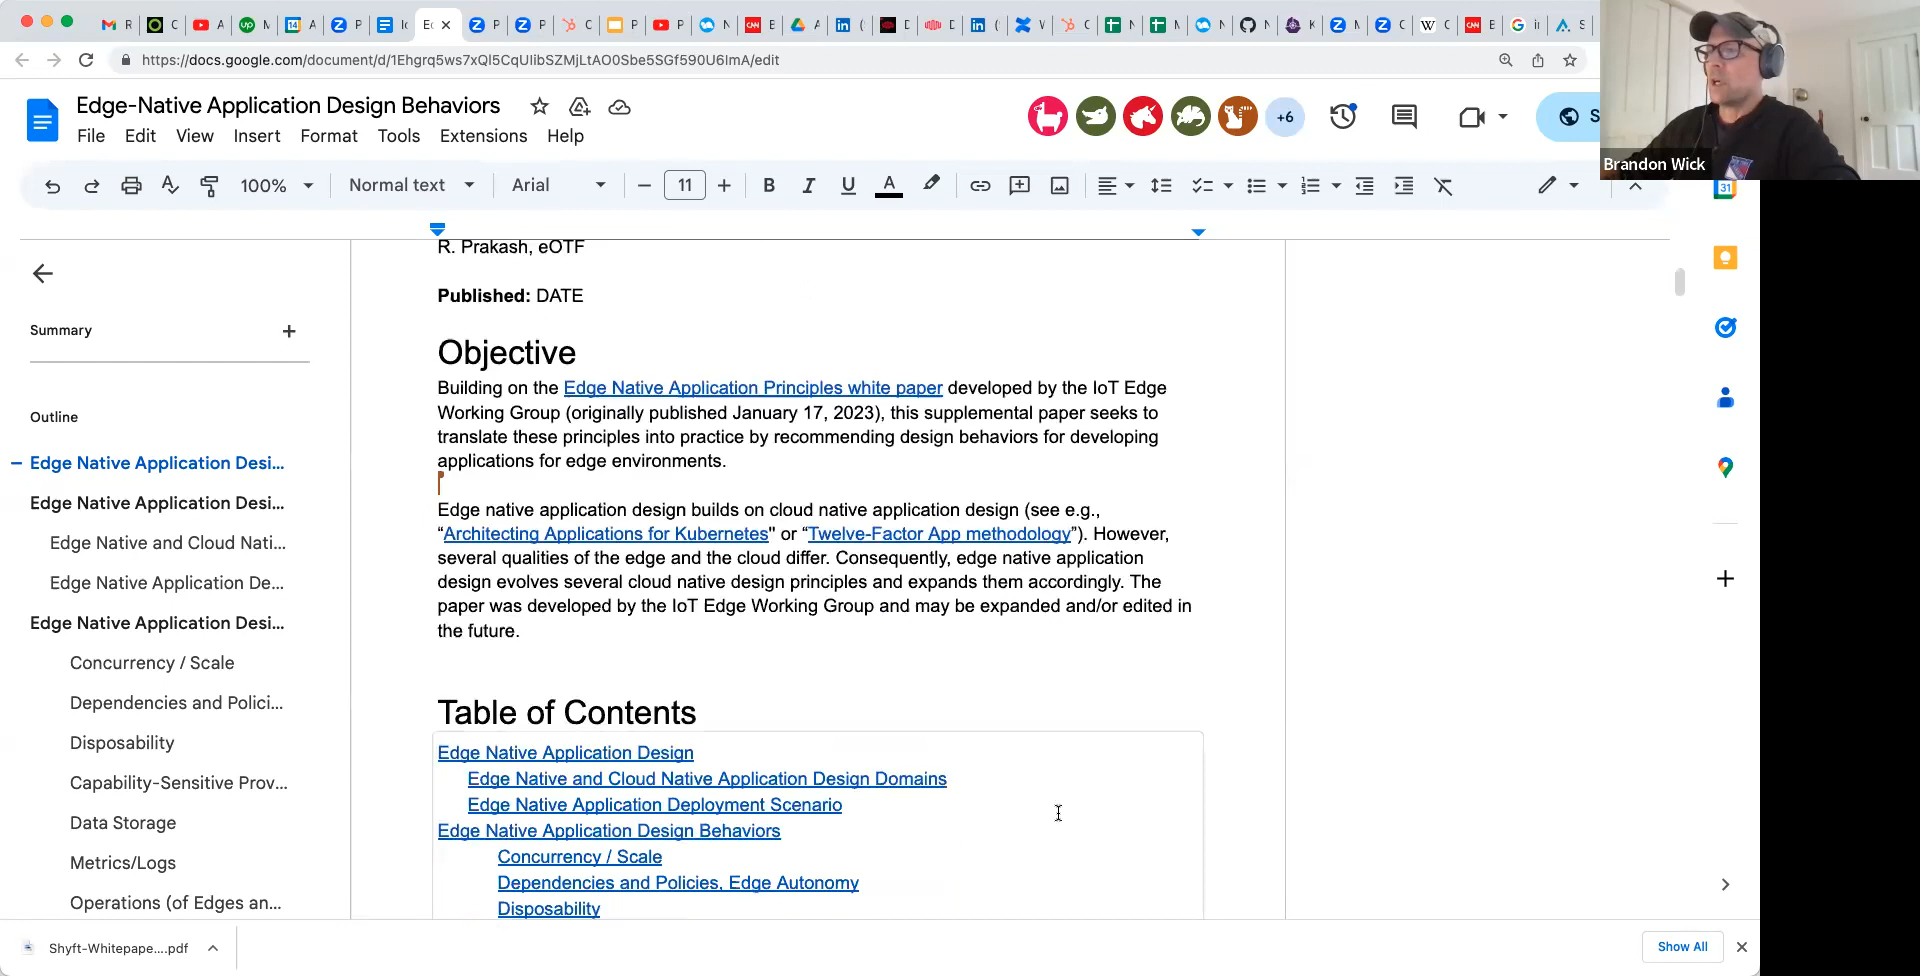 R
C
A
M
A
P
Ic
Ec
P
P
C
P
P
N
E
A
(
D
D
(
W
C
N
M
N
N
K
M
C
C
E
ir
S
https://docs.google.com/document/d/1Ehgrq5ws7xQl5CqUlibSZMjLtAO0Sbe5SGf590U6lmA/edit
Edge-Native Application Design Behaviors
File Edit View Insert Format Tools Extensions Help
+6
S
Brandon Wick
100% Normal text Arial 11 B I U A
31
R. Prakash, eOTF
Published: DATE
Objective
Building on the Edge Native Application Principles white paper developed by the IoT Edge
Working Group (originally published January 17, 2023), this supplemental paper seeks to
translate these principles into practice by recommending design behaviors for developing
applications for edge environments.
Edge native application design builds on cloud native application design (see e.g.,
“Architecting Applications for Kubernetes" or “Twelve-Factor App methodology”). However,
several qualities of the edge and the cloud differ. Consequently, edge native application
design evolves several cloud native design principles and expands them accordingly. The
paper was developed by the IoT Edge Working Group and may be expanded and/or edited in
the future.
Table of Contents
Edge Native Application Design
Edge Native and Cloud Native Application Design Domains
Edge Native Application Deployment Scenario
Edge Native Application Design Behaviors
Concurrency / Scale
Dependencies and Policies, Edge Autonomy
Disposability
Summary
Outline
Edge Native Application Desi...
Edge Native Application Desi...
Edge Native and Cloud Nati...
Edge Native Application De...
Edge Native Application Desi...
Concurrency / Scale
Dependencies and Polici...
Disposability
Capability-Sensitive Prov...
Data Storage
Metrics/Logs
Operations (of Edges an...
Shyft-Whitepape....pdf
Show All